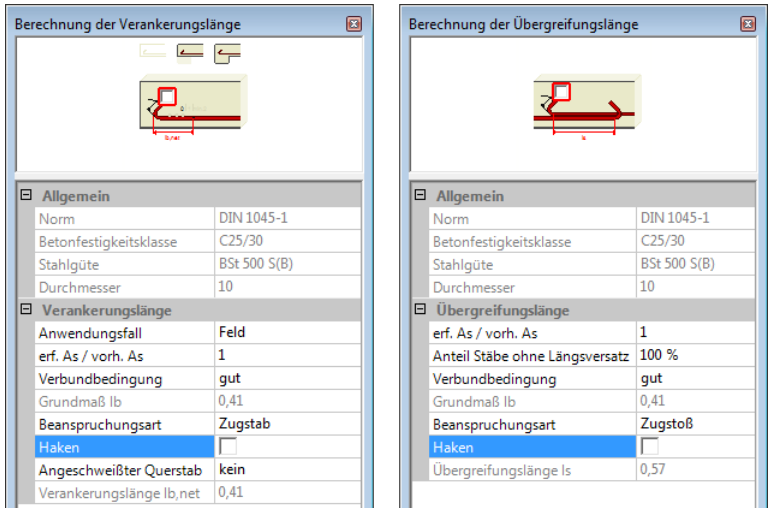 Berechnung der Verankerungslänge
lb,net
Allgemein
Norm DIN 1045-1
Betonfestigkeitsklasse C25/30
Stahlgüte BSt 500 S(B)
Durchmesser 10
Verankerungslänge
Anwendungsfall Feld
erf. As / vorh. As 1
Verbundbedingung gut
Grundmaß lb 0,41
Beanspruchungsart Zugstab
Haken
Angeschweißter Querstab kein
Verankerungslänge lb,net 0,41
Berechnung der Übergreifungslänge
ls
Allgemein
Norm DIN 1045-1
Betonfestigkeitsklasse C25/30
Stahlgüte BSt 500 S(B)
Durchmesser 10
Übergreifungslänge
erf. As / vorh. As 1
Anteil Stäbe ohne Längsversatz 100 %
Verbundbedingung gut
Grundmaß lb 0,41
Beanspruchungsart Zugstoß
Haken
Übergreifungslänge ls 0,57